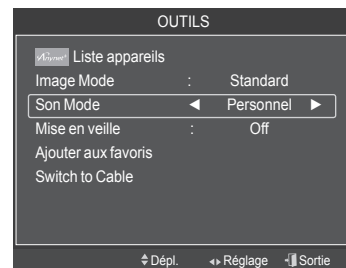 OUTILS
Anynet+ Liste appareils
Image Mode : Standard
Son Mode ◄ Personnel ►
Mise en veille : Off
Ajouter aux favoris
Switch to Cable
Dépl. Réglage Sortie